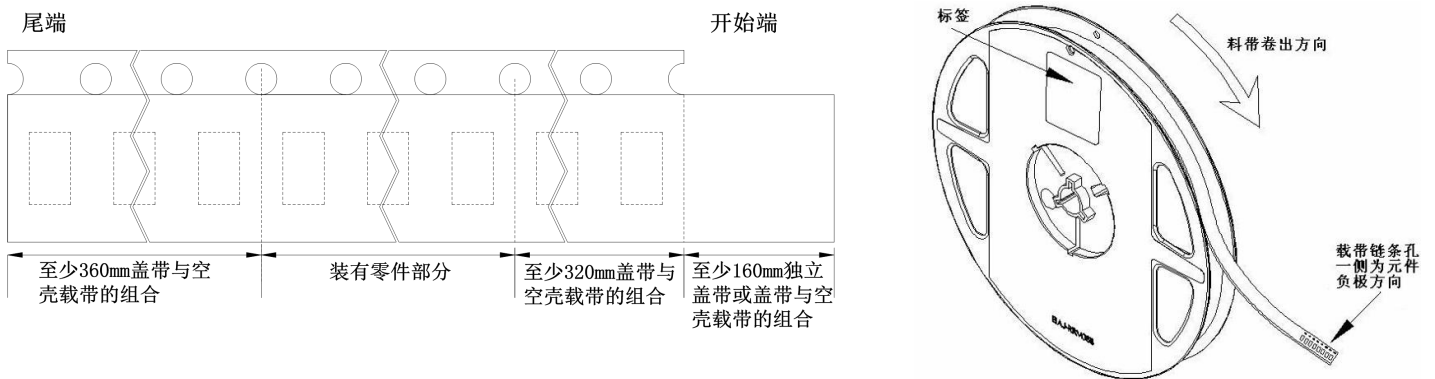 尾端
开始端
至少360mm盖带与空
壳载带的组合
装有零件部分
至少320mm盖带与
空壳载带的组合
至少160mm独立
盖带或盖带与空
壳载带的组合
标签
料带卷出方向
载带链条孔
一侧为元件
负极方向